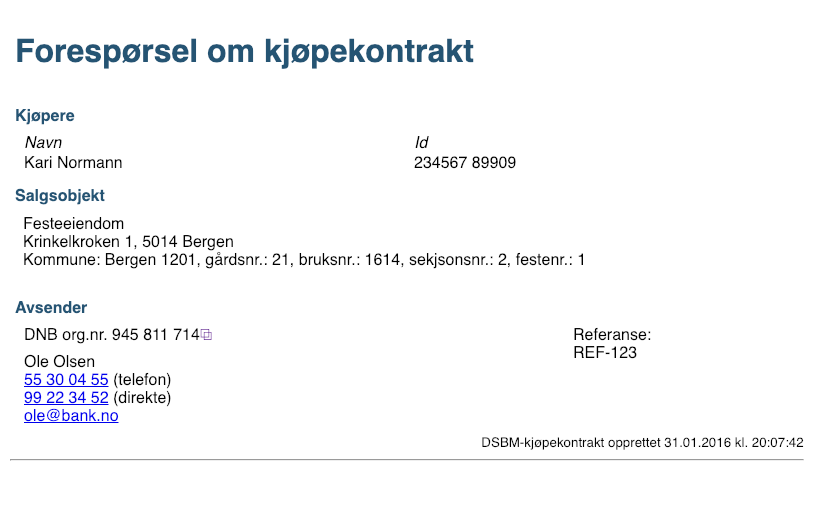 Forespørsel om kjøpekontrakt
Kjøpere
Navn Id
Kari Normann 234567 89909
Salgsobjekt
Festeeiendom
Krinkelkroken 1, 5014 Bergen
Kommune: Bergen 1201, gårdsnr.: 21, bruksnr.: 1614, sekjsonsnr.: 2, festenr.: 1
Avsender
DNB org.nr. 945 811 714 Referanse:
REF-123
Ole Olsen
55 30 04 55 (telefon)
99 22 34 52 (direkte)
ole@bank.no
DSBM-kjøpekontrakt opprettet 31.01.2016 kl. 20:07:42